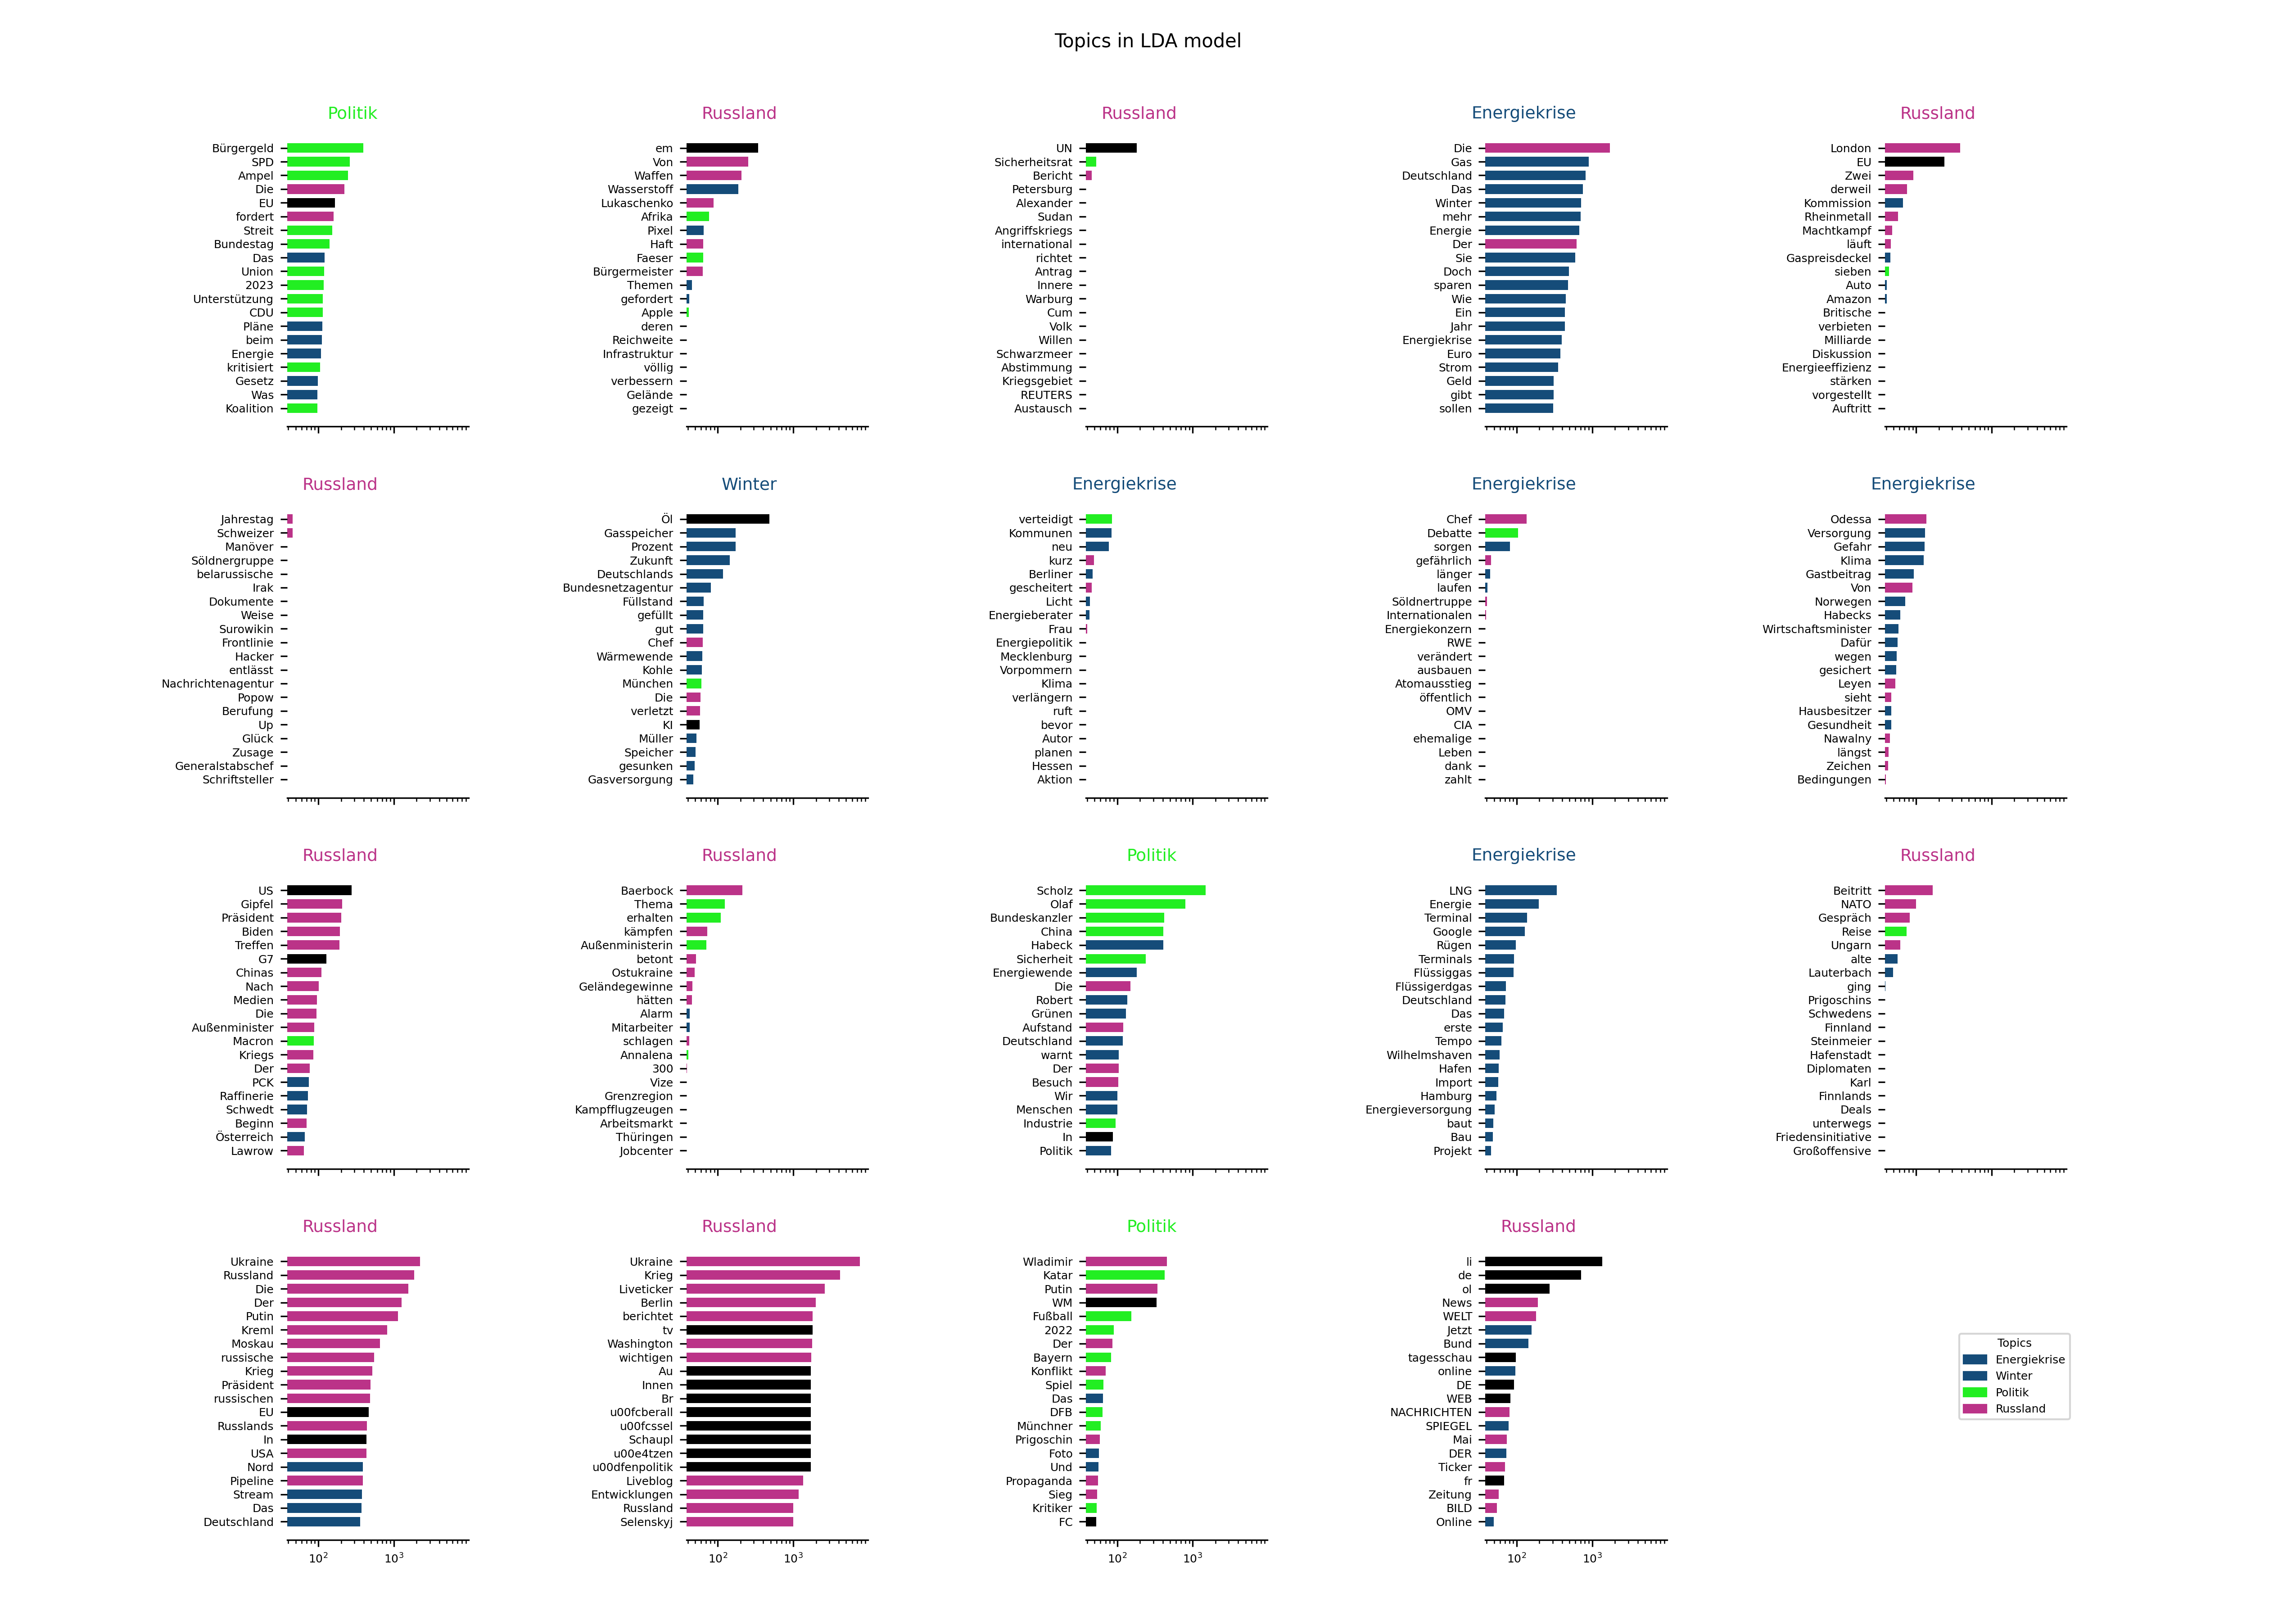 Topics in LDA model
Politik
Bürgergeld
SPD
Ampel
Die
EU
fordert
Streit
Bundestag
Das
Union
2023
Unterstützung
CDU
Pläne
beim
Energie
kritisiert
Gesetz
Was
Koalition
Russland
em
Von
Waffen
Wasserstoff
Lukaschenko
Afrika
Pixel
Haft
Faeser
Bürgermeister
Themen
gefordert
Apple
deren
Reichweite
Infrastruktur
völlig
verbessern
Gelände
gezeigt
Russland
UN
Sicherheitsrat
Bericht
Petersburg
Alexander
Sudan
Angriffskriegs
international
richtet
Antrag
Innere
Warburg
Cum
Volk
Willen
Schwarzmeer
Abstimmung
Kriegsgebiet
REUTERS
Austausch
Energiekrise
Die
Gas
Deutschland
Das
Winter
mehr
Energie
Der
Sie
Doch
sparen
Wie
Ein
Jahr
Energiekrise
Euro
Strom
Geld
gibt
sollen
Russland
London
EU
Zwei
derweil
Kommission
Rheinmetall
Machtkampf
läuft
Gaspreisdeckel
sieben
Auto
Amazon
Britische
verbieten
Milliarde
Diskussion
Energieeffizienz
stärken
vorgestellt
Auftritt
Russland
Jahrestag
Schweizer
Manöver
Söldnergruppe
belarussische
Irak
Dokumente
Weise
Surowikin
Frontlinie
Hacker
entlässt
Nachrichtenagentur
Popow
Berufung
Up
Glück
Zusage
Generalstabschef
Schriftsteller
Winter
Öl
Gasspeicher
Prozent
Zukunft
Deutschlands
Bundesnetzagentur
Füllstand
gefüllt
gut
Chef
Wärmewende
Kohle
München
Die
verletzt
KI
Müller
Speicher
gesunken
Gasversorgung
Energiekrise
verteidigt
Kommunen
neu
kurz
Berliner
gescheitert
Licht
Energieberater
Frau
Energiepolitik
Mecklenburg
Vorpommern
Klima
verlängern
ruft
bevor
Autor
planen
Hessen
Aktion
Energiekrise
Chef
Debatte
sorgen
gefährlich
länger
laufen
Söldnertruppe
Internationalen
Energiekonzern
RWE
verändert
ausbauen
Atomausstieg
öffentlich
OMV
CIA
ehemalige
Leben
dank
zahlt
Energiekrise
Odessa
Versorgung
Gefahr
Klima
Gastbeitrag
Von
Norwegen
Habecks
Wirtschaftsminister
Dafür
wegen
gesichert
Leyen
sieht
Hausbesitzer
Gesundheit
Nawalny
längst
Zeichen
Bedingungen
Russland
US
Gipfel
Präsident
Biden
Treffen
G7
Chinas
Nach
Medien
Die
Außenminister
Macron
Kriegs
Der
PCK
Raffinerie
Schwedt
Beginn
Österreich
Lawrow
Russland
Baerbock
Thema
erhalten
kämpfen
Außenministerin
betont
Ostukraine
Geländegewinne
hätten
Alarm
Mitarbeiter
schlagen
Annalena
300
Vize
Grenzregion
Kampfflugzeugen
Arbeitsmarkt
Thüringen
Jobcenter
Politik
Scholz
Olaf
Bundeskanzler
China
Habeck
Sicherheit
Energiewende
Die
Robert
Grünen
Aufstand
Deutschland
warnt
Der
Besuch
Wir
Menschen
Industrie
In
Politik
Energiekrise
LNG
Energie
Terminal
Google
Rügen
Terminals
Flüssiggas
Flüssigerdgas
Deutschland
Das
erste
Tempo
Wilhelmshaven
Hafen
Import
Hamburg
Energieversorgung
baut
Bau
Projekt
Russland
Beitritt
NATO
Gespräch
Reise
Ungarn
alte
Lauterbach
ging
Prigoschins
Schwedens
Finnland
Steinmeier
Hafenstadt
Diplomaten
Karl
Finnlands
Deals
unterwegs
Friedensinitiative
Großoffensive
Russland
Ukraine
Russland
Die
Der
Putin
Kreml
Moskau
russische
Krieg
Präsident
russischen
EU
Russlands
In
USA
Nord
Pipeline
Stream
Das
Deutschland
10² 10³
Russland
Ukraine
Krieg
Liveticker
Berlin
berichtet
tv
Washington
wichtigen
Au
Innen
Br
u00fcberall
u00fcssel
Schaupl
u00e4tzen
u00dfenpolitik
Liveblog
Entwicklungen
Russland
Selenskyj
10² 10³
Politik
Wladimir
Katar
Putin
WM
Fußball
2022
Der
Bayern
Konflikt
Spiel
Das
DFB
Münchner
Prigoschin
Foto
Und
Propaganda
Sieg
Kritiker
FC
10² 10³
Russland
li
de
ol
News
WELT
Jetzt
Bund
tagesschau
online
DE
WEB
NACHRICHTEN
SPIEGEL
Mai
DER
Ticker
fr
Zeitung
BILD
Online
10² 10³
Topics
Energiekrise
Winter
Politik
Russland